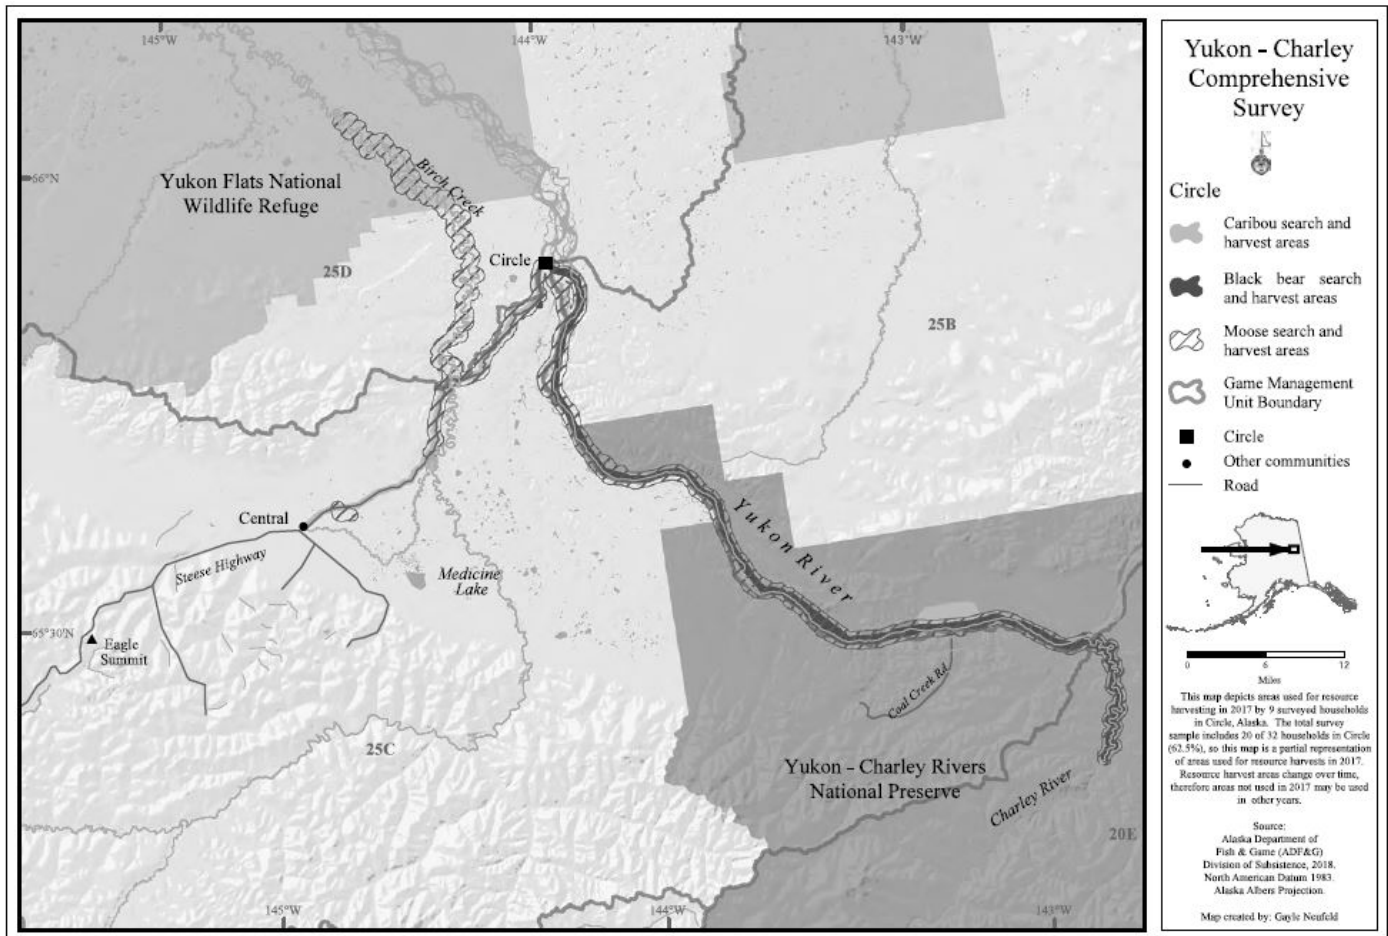 145°W
144°W
143°W
66°N
Yukon Flats National
Wildlife Refuge
Birch Creek
Circle
25D
25B
Central
Steese Highway
Medicine
Lake
Yukon River
65°30'N
Eagle
Summit
Coal Creek Rd
25C
Yukon - Charley Rivers
National Preserve
Charley River
20E
145°W
144°W
143°W
Yukon - Charley
Comprehensive
Survey
Circle
Caribou search and
harvest areas
Black bear search
and harvest areas
Moose search and
harvest areas
Game Management
Unit Boundary
Circle
Other communities
Road
0 6 12
Miles
This map depicts areas used for resource
harvesting in 2017 by 9 surveyed households
in Circle, Alaska. The total survey
sample includes 20 of 32 households in Circle
(62.5%), so this map is a partial representation
of areas used for resource harvests in 2017.
Resource harvest areas change over time,
therefore areas not used in 2017 may be used
in other years.
Source:
Alaska Department of
Fish & Game (ADF&G)
Division of Subsistence, 2018.
North American Datum 1983.
Alaska Albers Projection.
Map created by: Gayle Neufeld